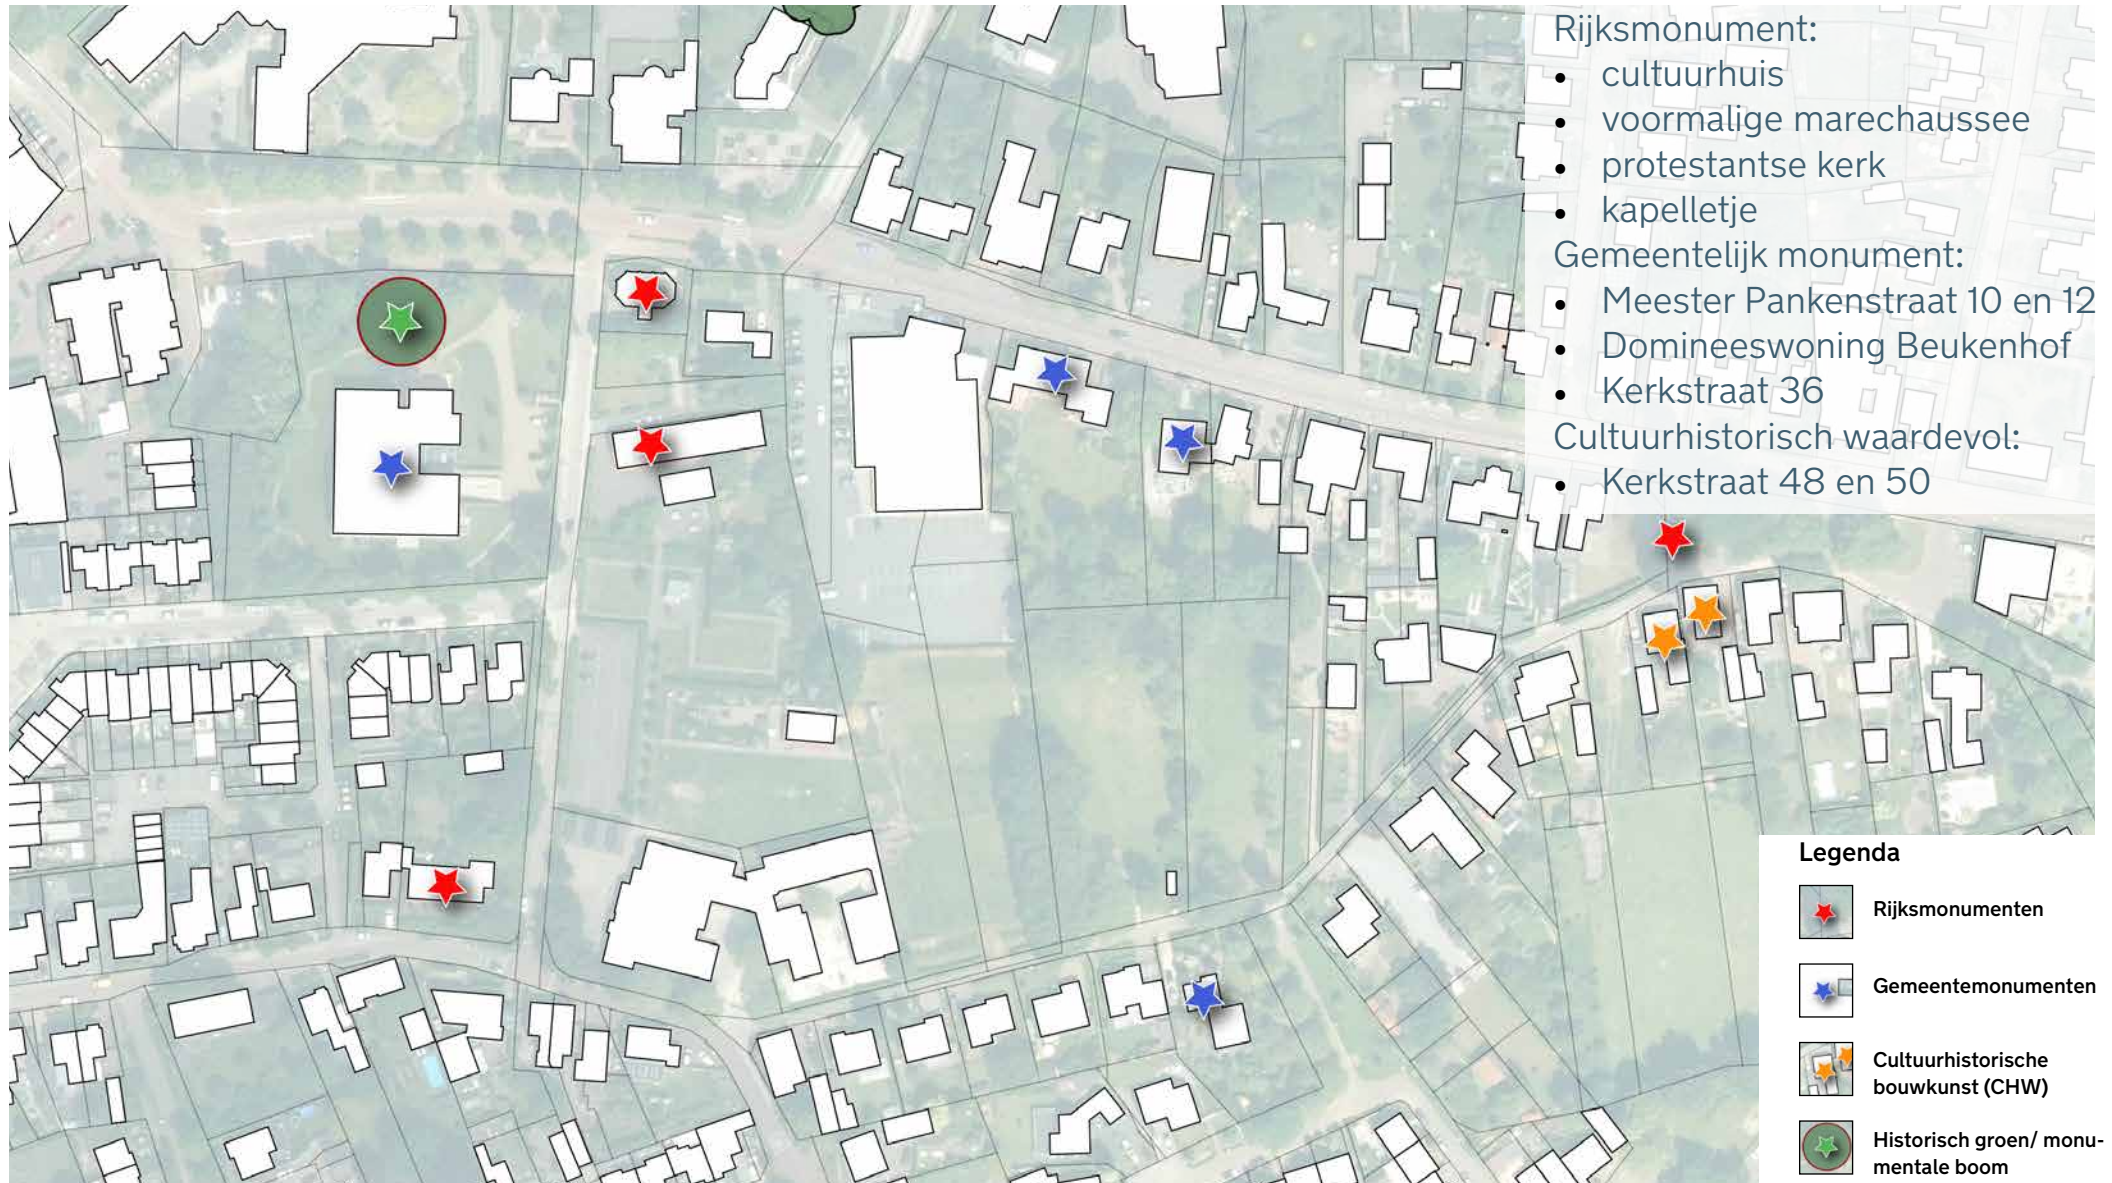 Rijksmonument:
• cultuurhuis
• voormalige marechaussee
• protestantse kerk
• kapelletje
Gemeentelijk monument:
• Meester Pankenstraat 10 en 12
• Domineeswoning Beukenhof
• Kerkstraat 36
Cultuurhistorisch waardevol:
• Kerkstraat 48 en 50
Legenda
Rijksmonumenten
Gemeentemonumenten
Cultuurhistorische
bouwkunst (CHW)
Historisch groen/ monu-
mentale boom